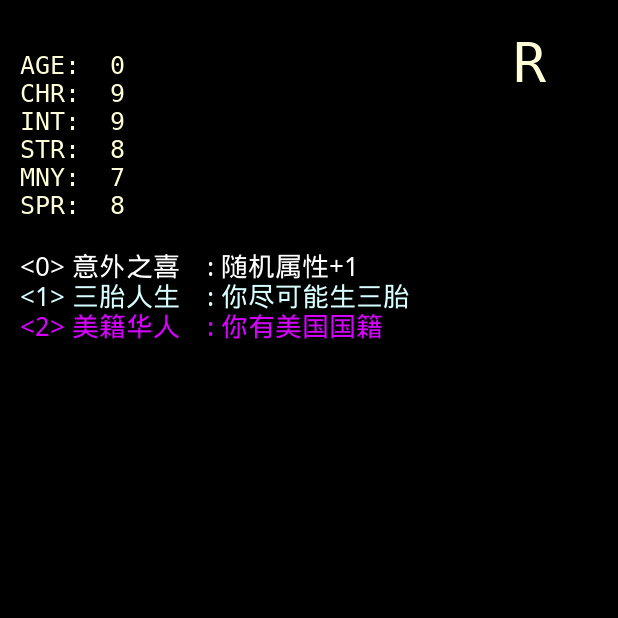 R
AGE: 0
CHR: 9
INT: 9
STR: 8
MNY: 7
SPR: 8
<0> 意外之喜 : 随机属性+1
<1> 三胎人生 : 你尽可能生三胎
<2> 美籍华人 : 你有美国国籍